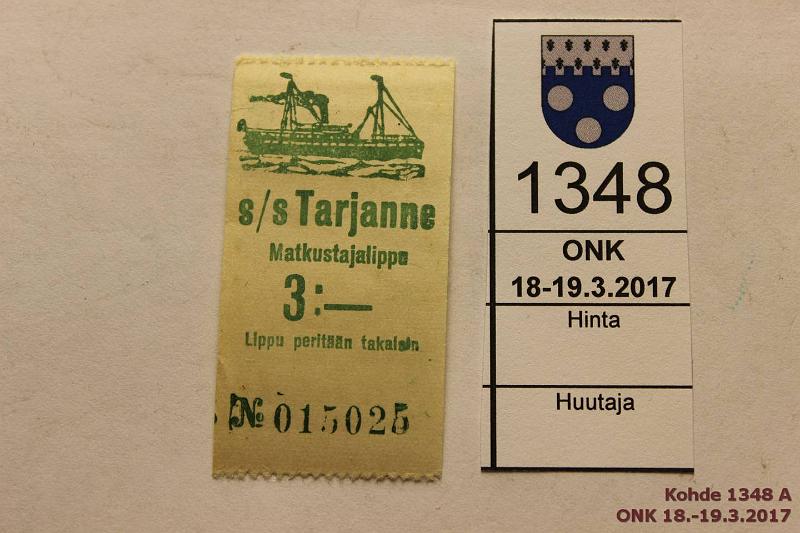 s/s Tarjanne
Matkustajalippu
3:—
Lippu peritään takaisin
№ 015025
1348
ONK
18-19.3.2017
Hinta
Huutaja
Kohde 1348 A
ONK 18.-19.3.2017